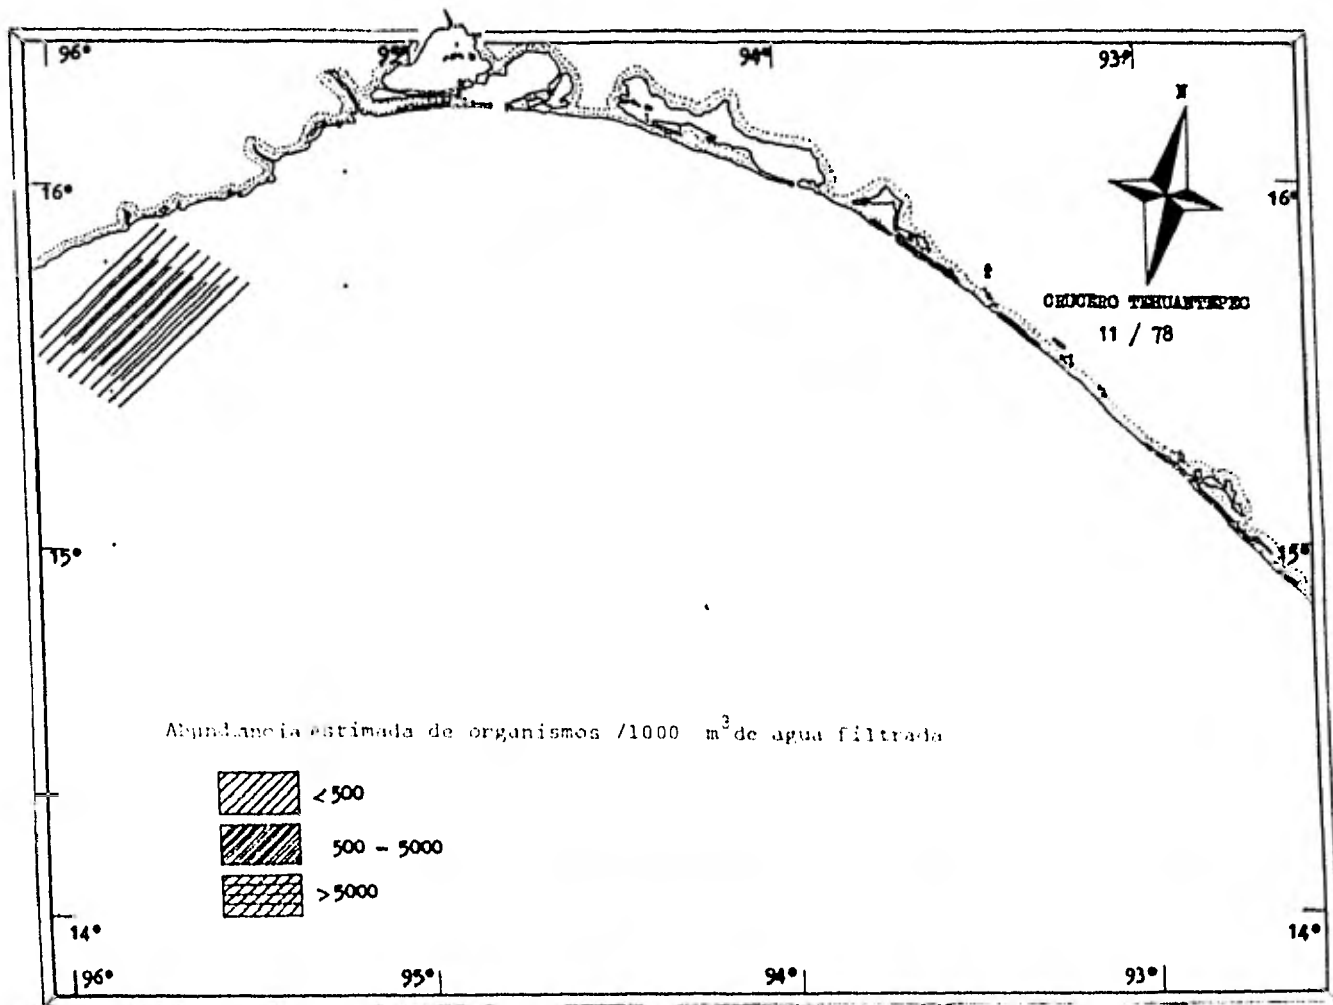 96° 95° 94° 93°
N
16° 16°
CRUCERO TEHUANTEPEC
11 / 78
15° 15°
Abundancia estimada de organismos /1000 m³ de agua filtrada
<500
500 - 5000
>5000
14° 14°
96° 95° 94° 93°